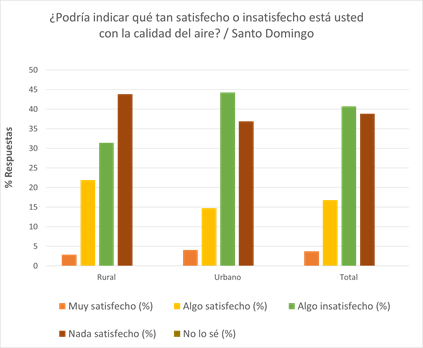 ¿Podría indicar qué tan satisfecho o insatisfecho está usted
con la calidad del aire? / Santo Domingo
% Respuestas
50
45
40
35
30
25
20
15
10
5
0
Rural Urbano Total
Muy satisfecho (%) Algo satisfecho (%) Algo insatisfecho (%)
Nada satisfecho (%) No lo sé (%)